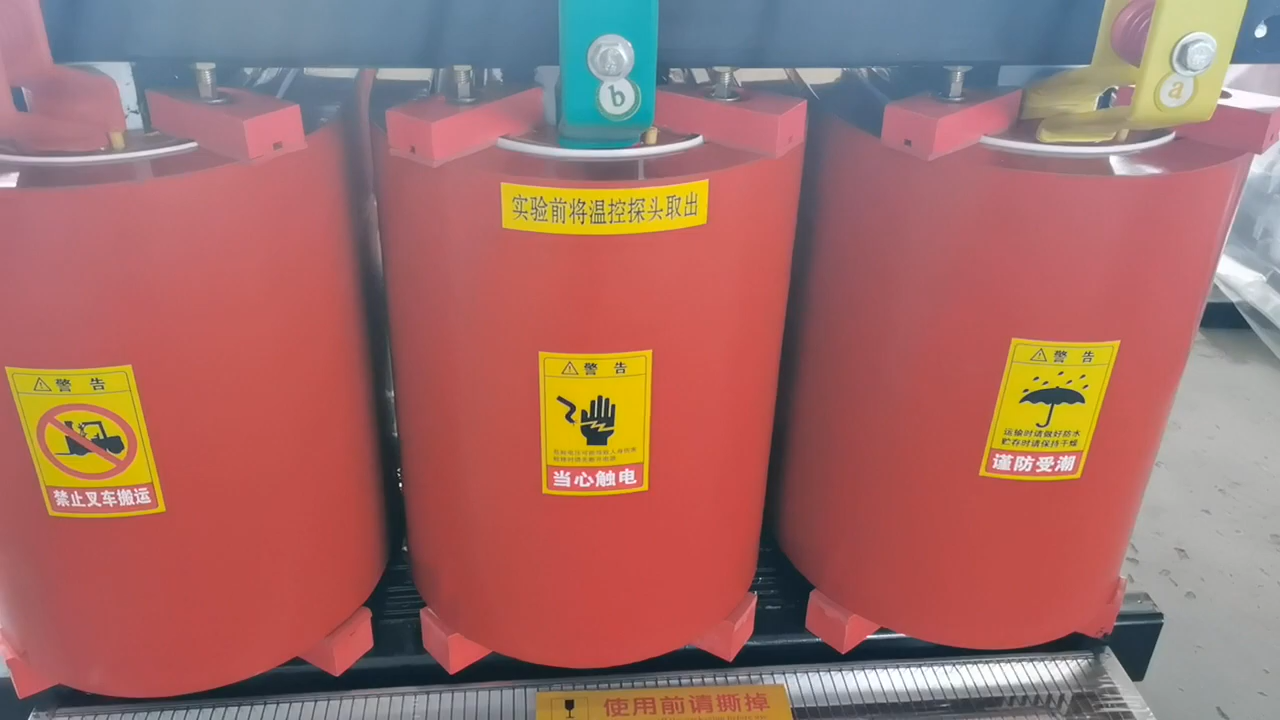 b
a
实验前将温控探头取出
警告
禁止叉车搬运
警告
当心触电
警告
运输时请做好防水
贮存时请保持干燥
谨防受潮
使用前请撕掉